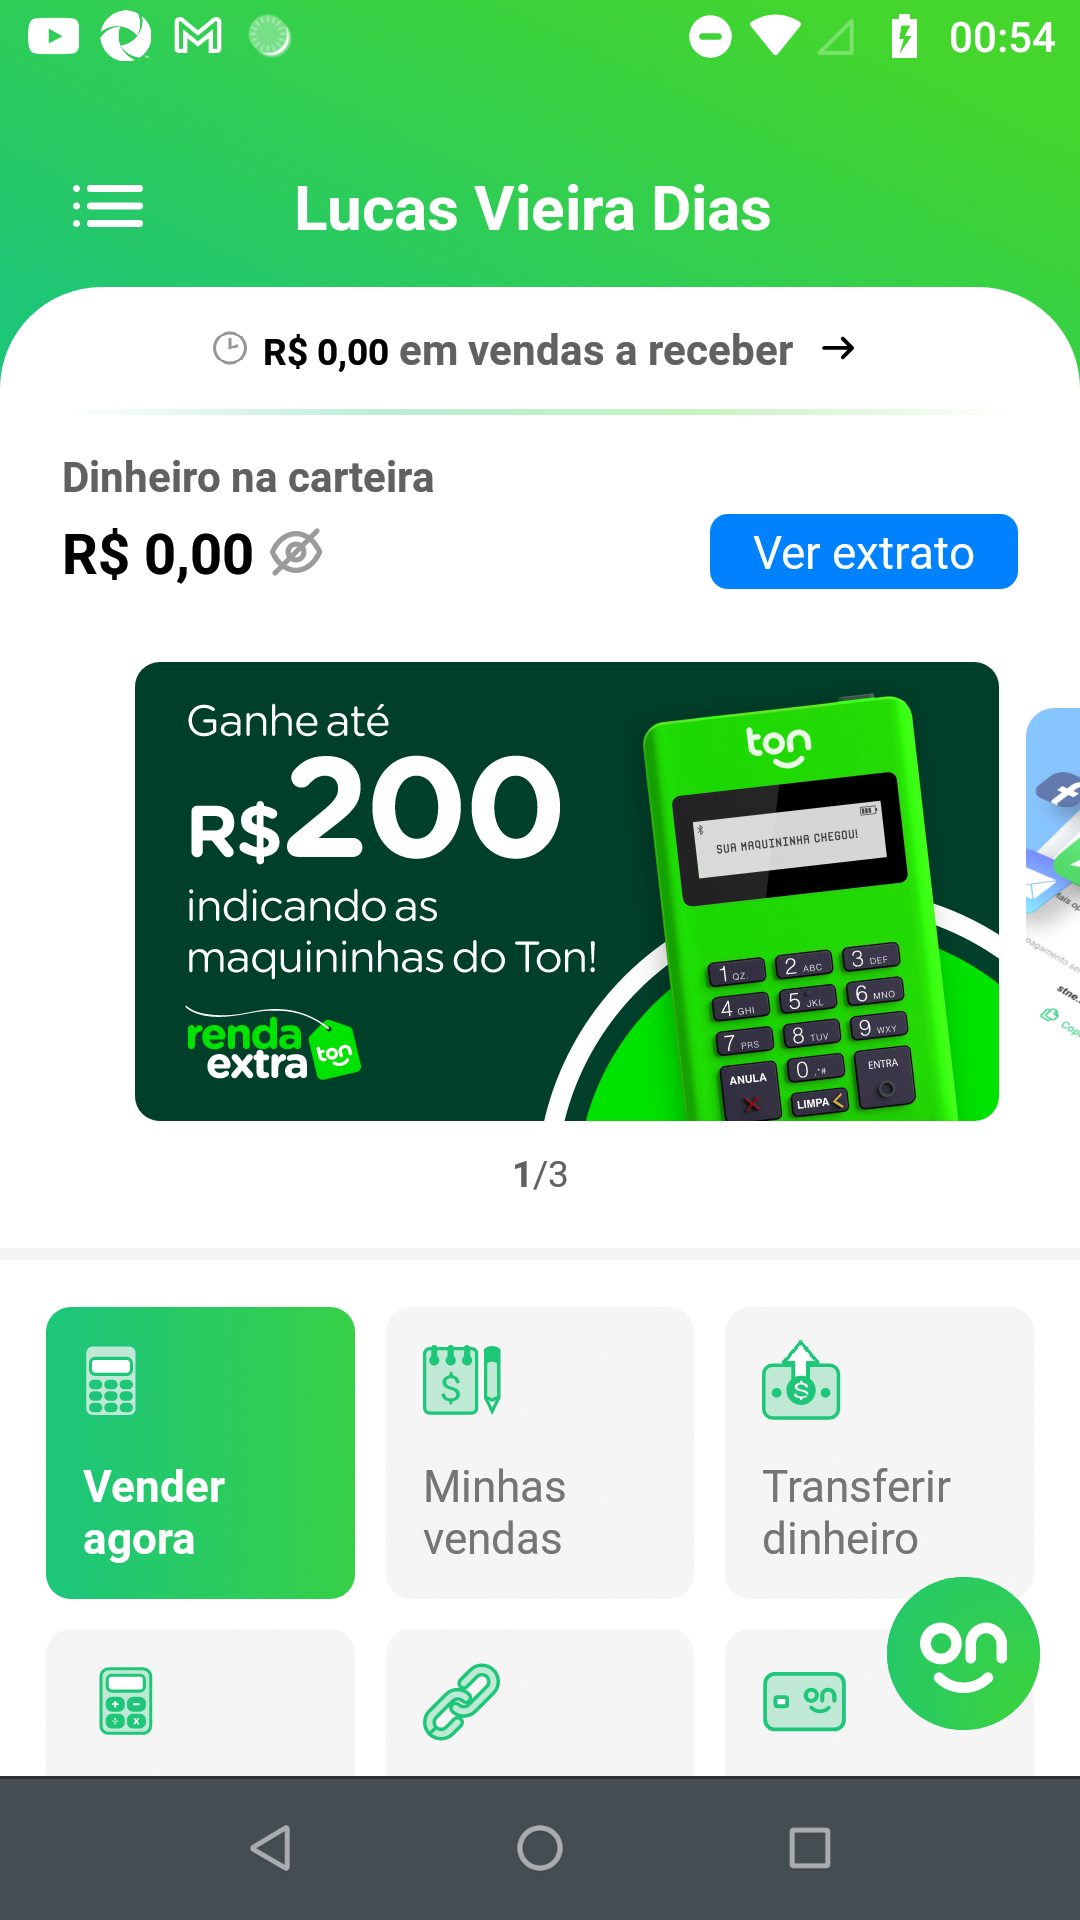 00:54
Lucas Vieira Dias
R$ 0,00 em vendas a receber
Dinheiro na carteira
R$ 0,00
Ver extrato
Ganhe até
R$200
indicando as
maquininhas do Ton!
renda
extra ton
ton
SUA MAQUININHA CHEGOU!
1 QZ. 2 ABC 3 DEF
4 GHI 5 JKL 6 MNO
7 PRS 8 TUV 9 WXY
ANULA 0 .*# ENTRA
LIMPA
stne.
1/3
Vender
agora
Minhas
vendas
Transferir
dinheiro
on
on